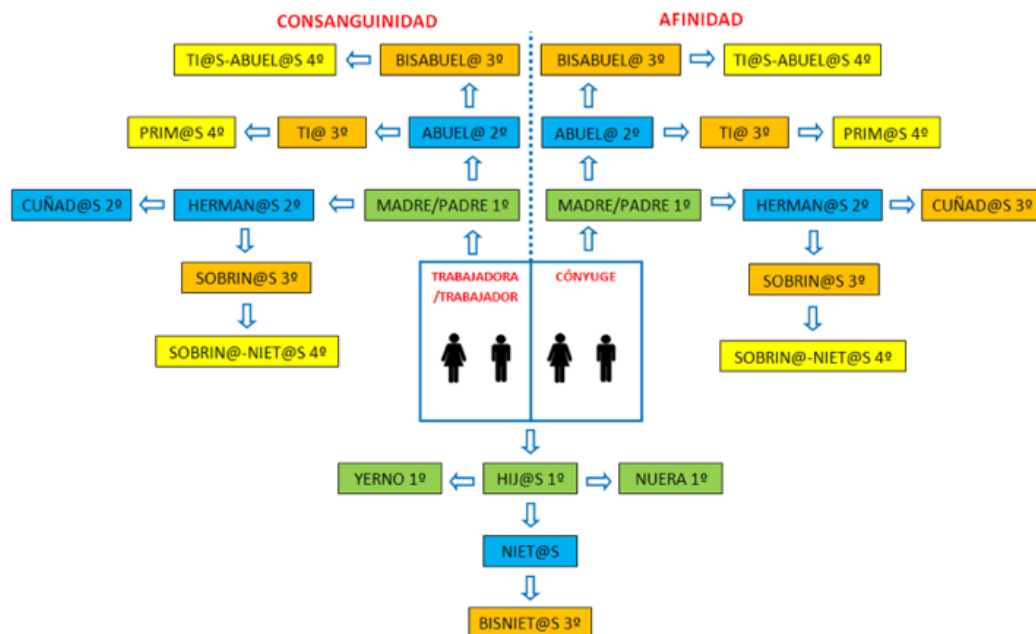 CONSANGUINIDAD
AFINIDAD
TI@S-ABUEL@S 4º
BISABUEL@ 3º
BISABUEL@ 3º
TI@S-ABUEL@S 4º
PRIM@S 4º
TI@ 3º
ABUEL@ 2º
ABUEL@ 2º
TI@ 3º
PRIM@S 4º
CUÑAD@S 2º
HERMAN@S 2º
MADRE/PADRE 1º
MADRE/PADRE 1º
HERMAN@S 2º
CUÑAD@S 3º
SOBRIN@S 3º
TRABAJADORA
/TRABAJADOR
CÓNYUGE
SOBRIN@S 3º
SOBRIN@-NIET@S 4º
SOBRIN@-NIET@S 4º
YERNO 1º
HIJ@S 1º
NUERA 1º
NIET@S
BISNIET@S 3º